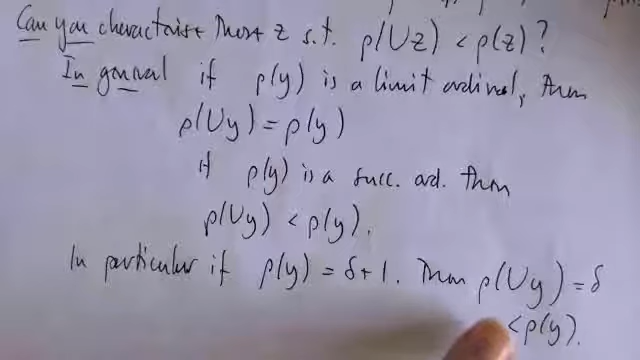 Can you characterise those z s.t. ρ(∪z) < ρ(z)?
In general if ρ(y) is a limit ordinal, then
ρ(∪y) = ρ(y)
If ρ(y) is a succ. ord. then
ρ(∪y) < ρ(y).
In particular if ρ(y) = δ+1. Then ρ(∪y) = δ
< ρ(y).